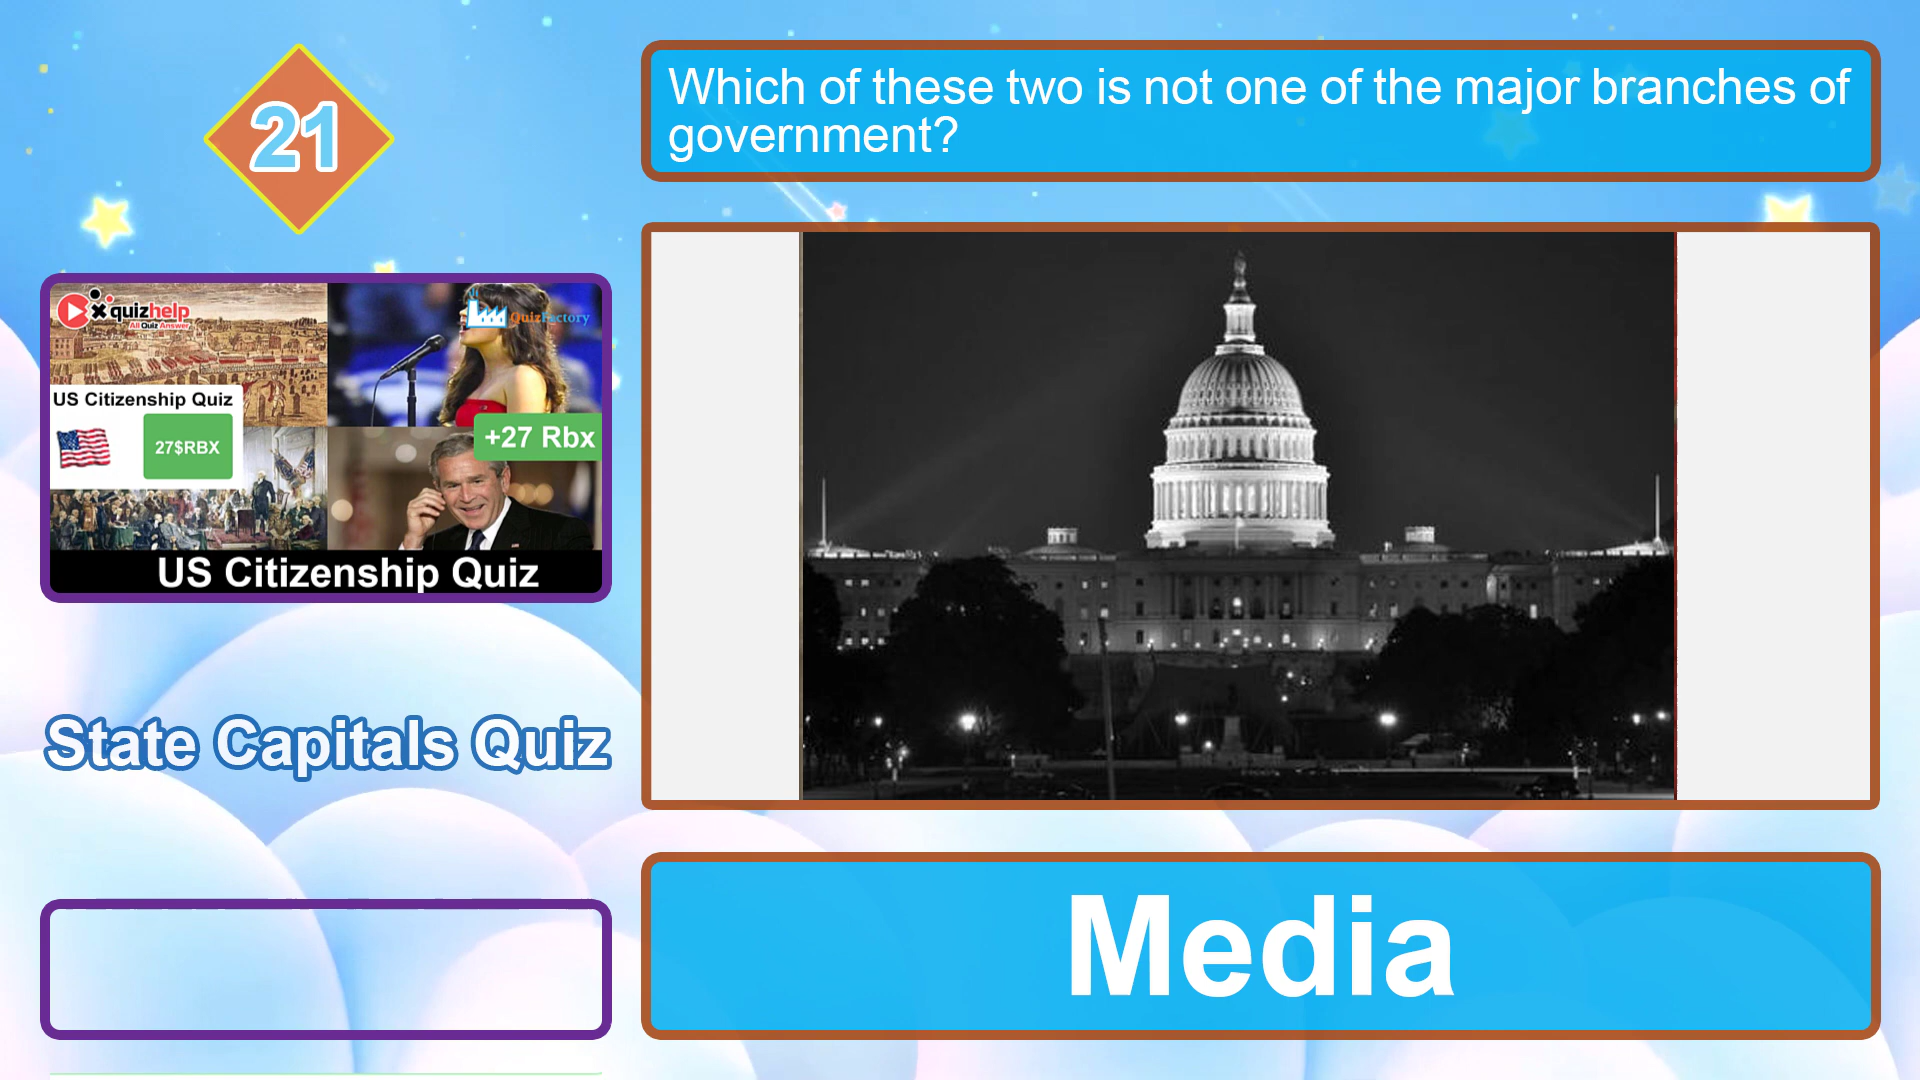 21
Which of these two is not one of the major branches of
government?
quizhelp
All Quiz Answer
QuizFactory
US Citizenship Quiz
27$RBX
+27 Rbx
US Citizenship Quiz
State Capitals Quiz
Media